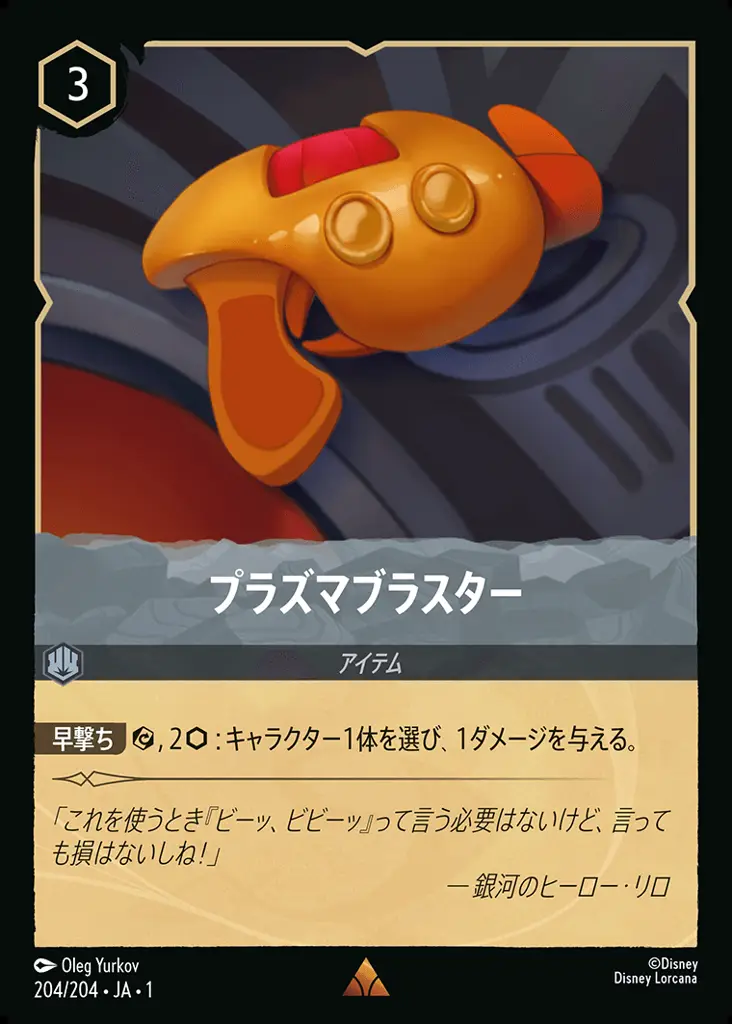 3
プラズマブラスター
アイテム
早撃ち , 2 : キャラクター1体を選び、1ダメージを与える。
「これを使うとき『ビーッ、ビビーッ』って言う必要はないけど、言って
も損はないしね!」
— 銀河のヒーロー・リロ
Oleg Yurkov
©Disney
204/204 • JA • 1
Disney Lorcana